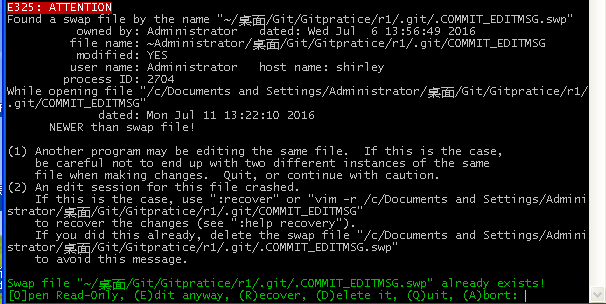 E325: ATTENTION
Found a swap file by the name "~/桌面/Git/Gitpratice/r1/.git/.COMMIT_EDITMSG.swp"
owned by: Administrator   dated: Wed Jul  6 13:56:49 2016
file name: ~Administrator/桌面/Git/Gitpratice/r1/.git/COMMIT_EDITMSG
modified: YES
user name: Administrator   host name: shirley
process ID: 2704
While opening file "/c/Documents and Settings/Administrator/桌面/Git/Gitpratice/r1/
.git/COMMIT_EDITMSG"
dated: Mon Jul 11 13:22:10 2016
NEWER than swap file!
(1) Another program may be editing the same file.  If this is the case,
be careful not to end up with two different instances of the same
file when making changes.  Quit, or continue with caution.
(2) An edit session for this file crashed.
If this is the case, use ":recover" or "vim -r /c/Documents and Settings/Admini
strator/桌面/Git/Gitpratice/r1/.git/COMMIT_EDITMSG"
to recover the changes (see ":help recovery").
If you did this already, delete the swap file "/c/Documents and Settings/Admini
strator/桌面/Git/Gitpratice/r1/.git/.COMMIT_EDITMSG.swp"
to avoid this message.
Swap file "~/桌面/Git/Gitpratice/r1/.git/.COMMIT_EDITMSG.swp" already exists!
[O]pen Read-Only, (E)dit anyway, (R)ecover, (D)elete it, (Q)uit, (A)bort: